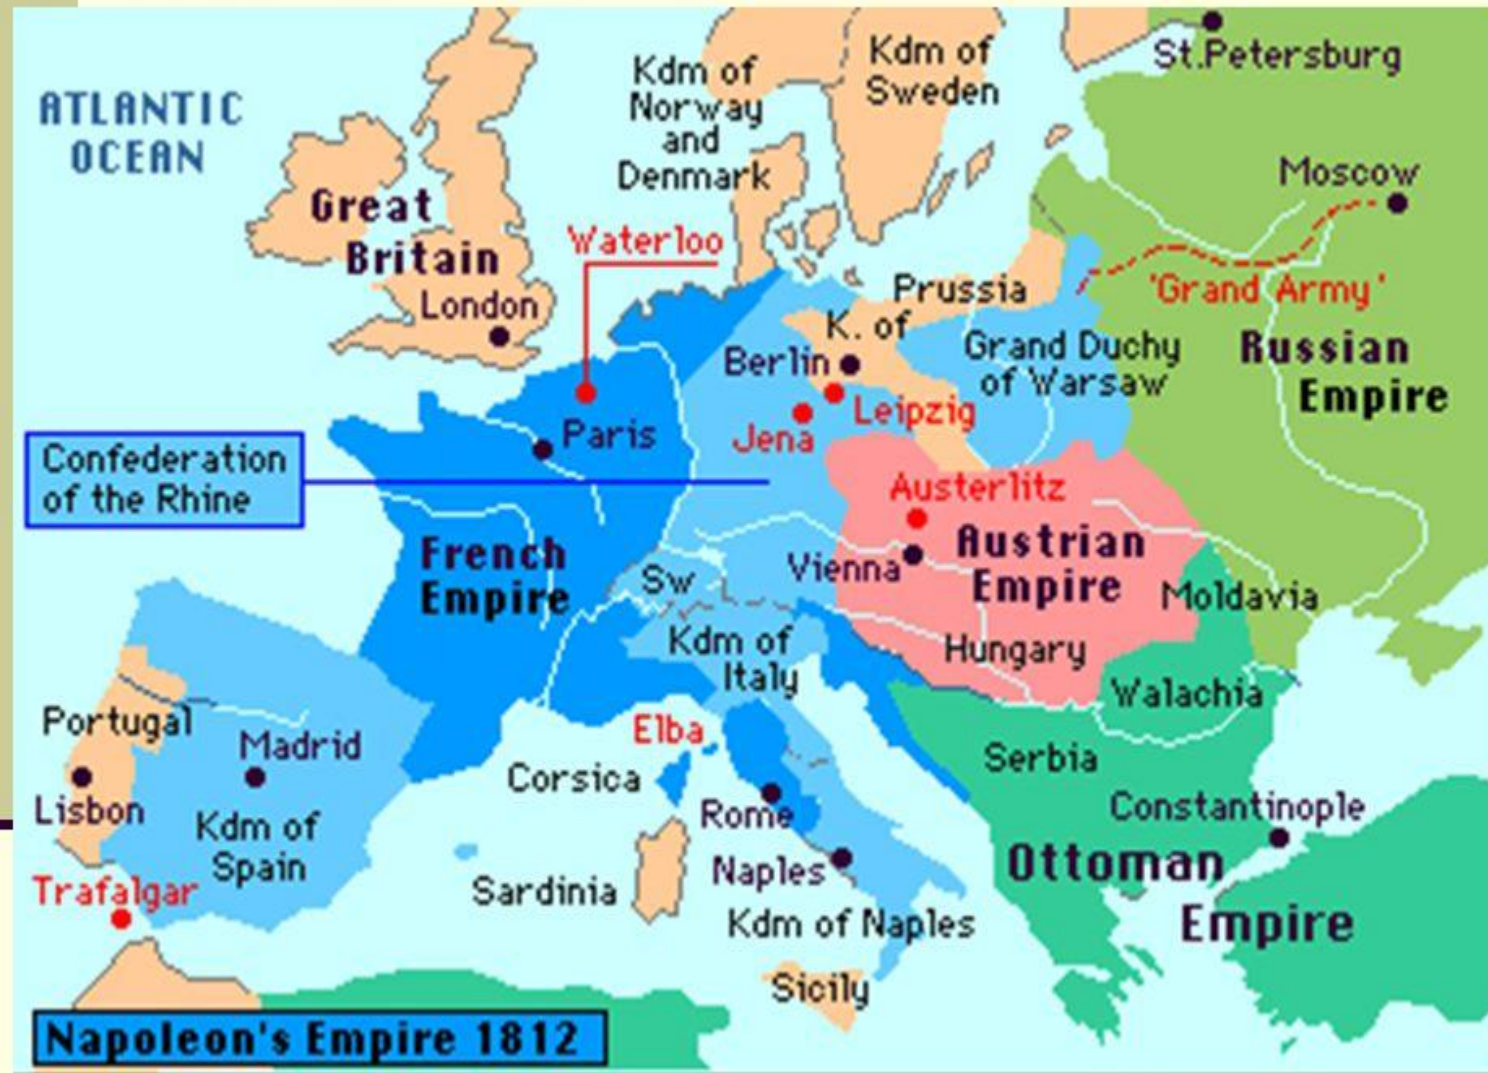 ATLANTIC
OCEAN
Kdm of
Norway
and
Denmark
Kdm of
Sweden
St.Petersburg
Moscow
Great
Britain
London
Waterloo
Prussia
K. of
Berlin
'Grand Army'
Grand Duchy
of Warsaw
Russian
Empire
Leipzig
Jena
Paris
Confederation
of the Rhine
Austerlitz
French
Empire
Sw
Vienna
Austrian
Empire
Moldavia
Hungary
Kdm of
Italy
Walachia
Portugal
Madrid
Elba
Corsica
Serbia
Lisbon
Kdm of
Spain
Rome
Constantinople
Naples
Ottoman
Empire
Trafalgar
Sardinia
Kdm of Naples
Sicily
Napoleon's Empire 1812